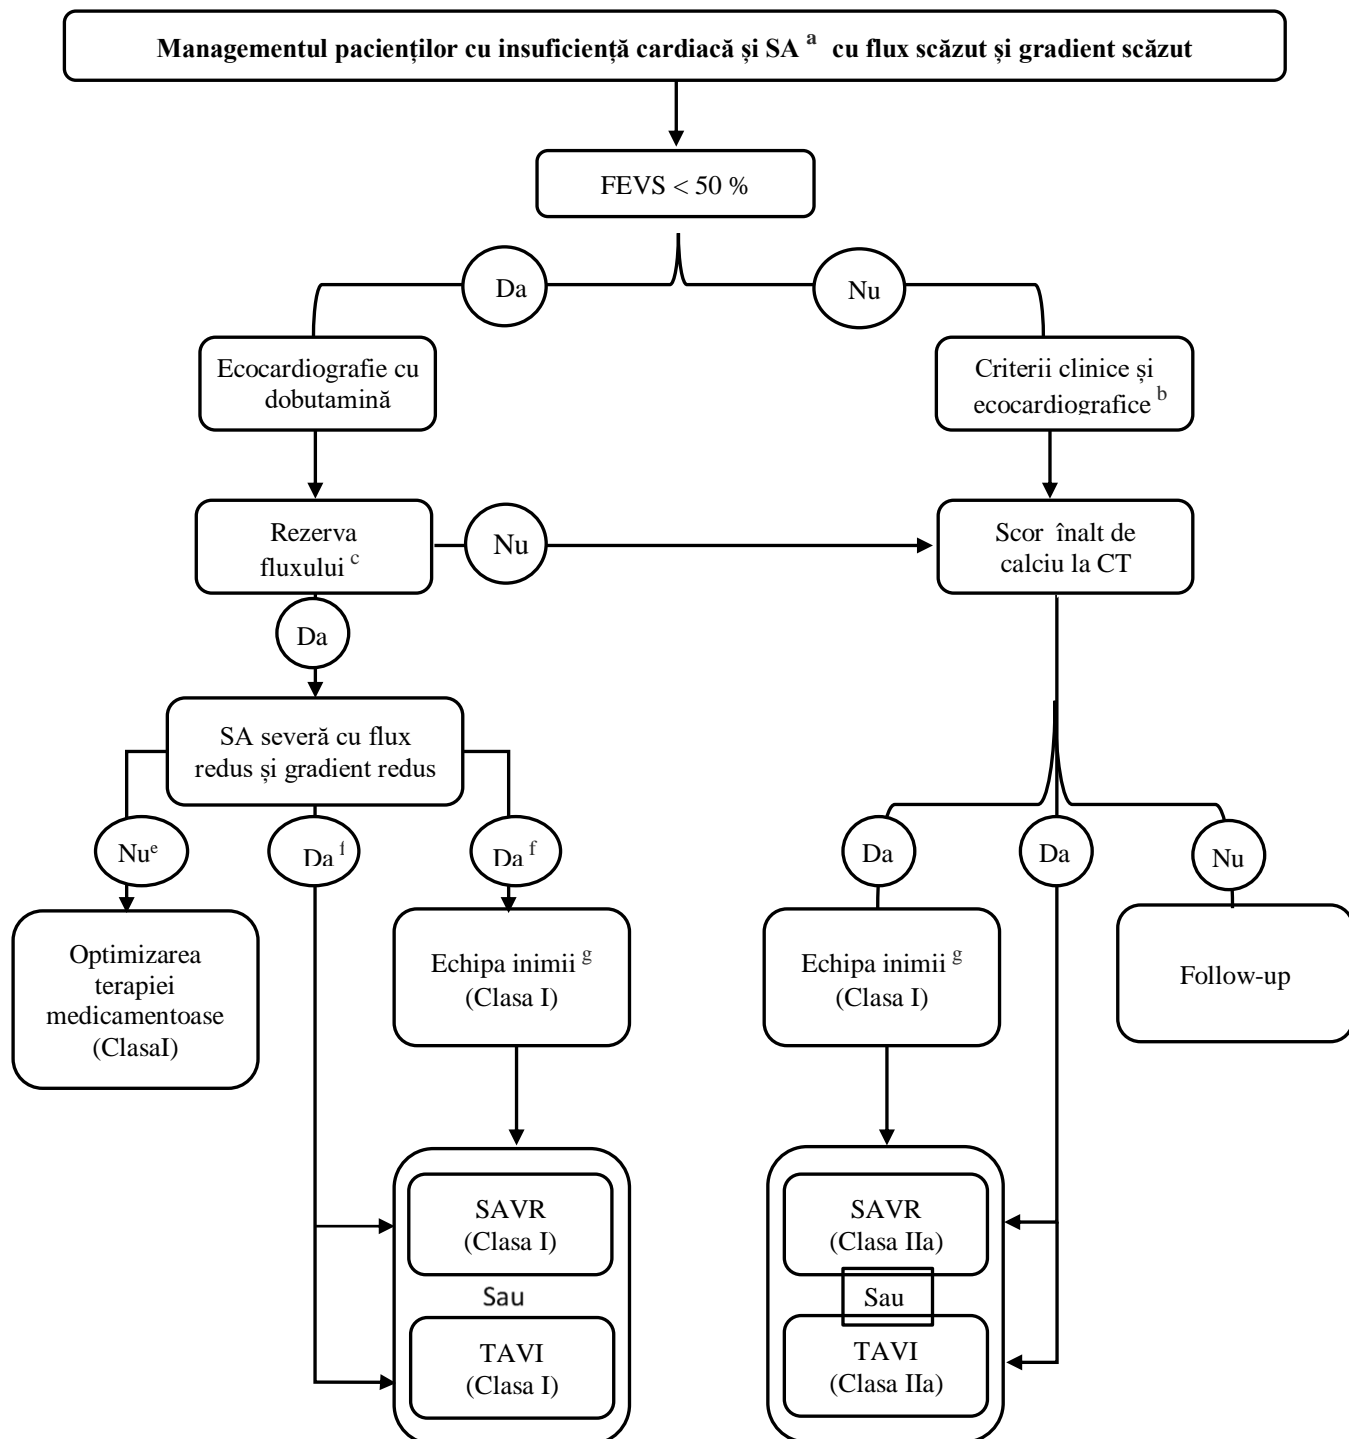 Managementul pacienților cu insuficiență cardiacă și SA a cu flux scăzut și gradient scăzut
FEVS < 50 %
Da
Nu
Ecocardiografie cu
dobutamină
Criterii clinice și
ecocardiografice b
Rezerva
fluxului c
Nu
Scor înalt de
calciu la CT
Da
SA severă cu flux
redus și gradient redus
Nu e
Da f
Da f
Da
Da
Nu
Optimizarea
terapiei
medicamentoase
(ClasaI)
Echipa inimii g
(Clasa I)
Echipa inimii g
(Clasa I)
Follow-up
SAVR
(Clasa I)
Sau
TAVI
(Clasa I)
SAVR
(Clasa IIa)
Sau
TAVI
(Clasa IIa)